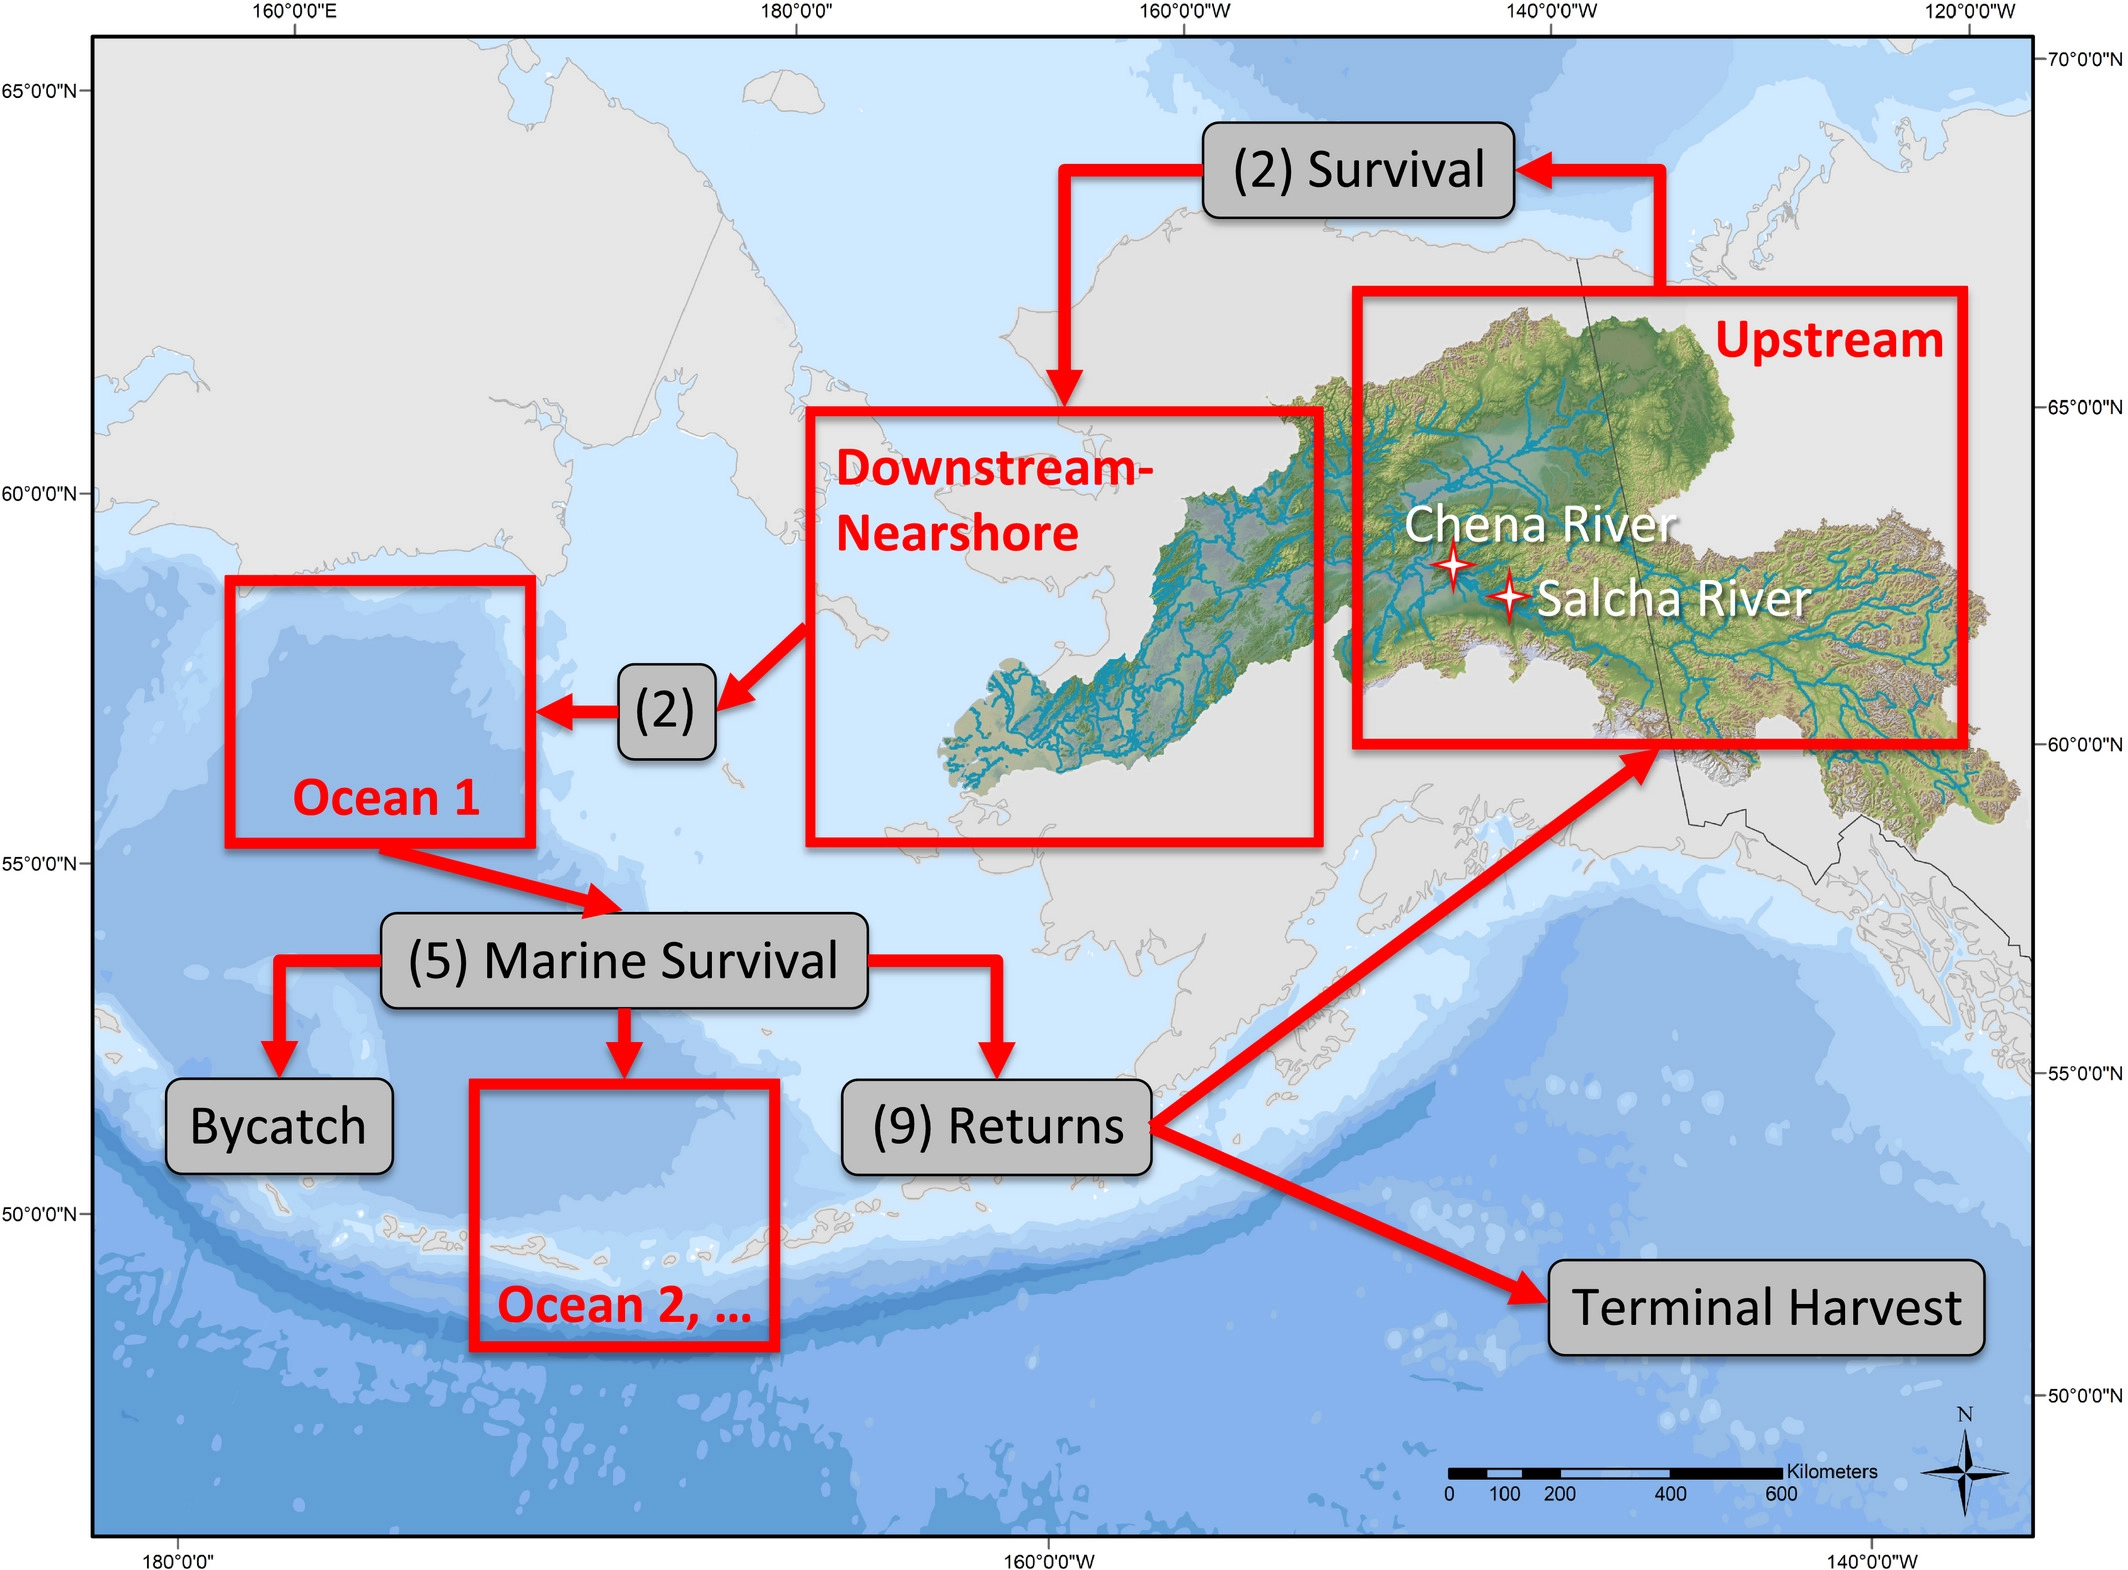 160°0'0"E
180°0'0"
160°0'0"W
140°0'0"W
120°0'0"W
65°0'0"N
70°0'0"N
(2) Survival
Upstream
65°0'0"N
Downstream-
Nearshore
60°0'0"N
Chena River
Salcha River
(2)
60°0'0"N
Ocean 1
55°0'0"N
(5) Marine Survival
55°0'0"N
Bycatch
(9) Returns
50°0'0"N
Ocean 2, ...
Terminal Harvest
50°0'0"N
N
Kilometers
0 100 200 400 600
180°0'0"
160°0'0"W
140°0'0"W